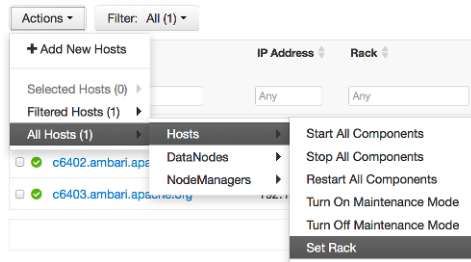 Actions Filter: All (1)
+ Add New Hosts
IP Address Rack
Selected Hosts (0)
Filtered Hosts (1) Any Any
All Hosts (1) Hosts Start All Components
c6402.ambari.apa DataNodes Stop All Components
NodeManagers Restart All Components
c6403.ambari.apache.org 192.1 Turn On Maintenance Mode
Turn Off Maintenance Mode
Set Rack